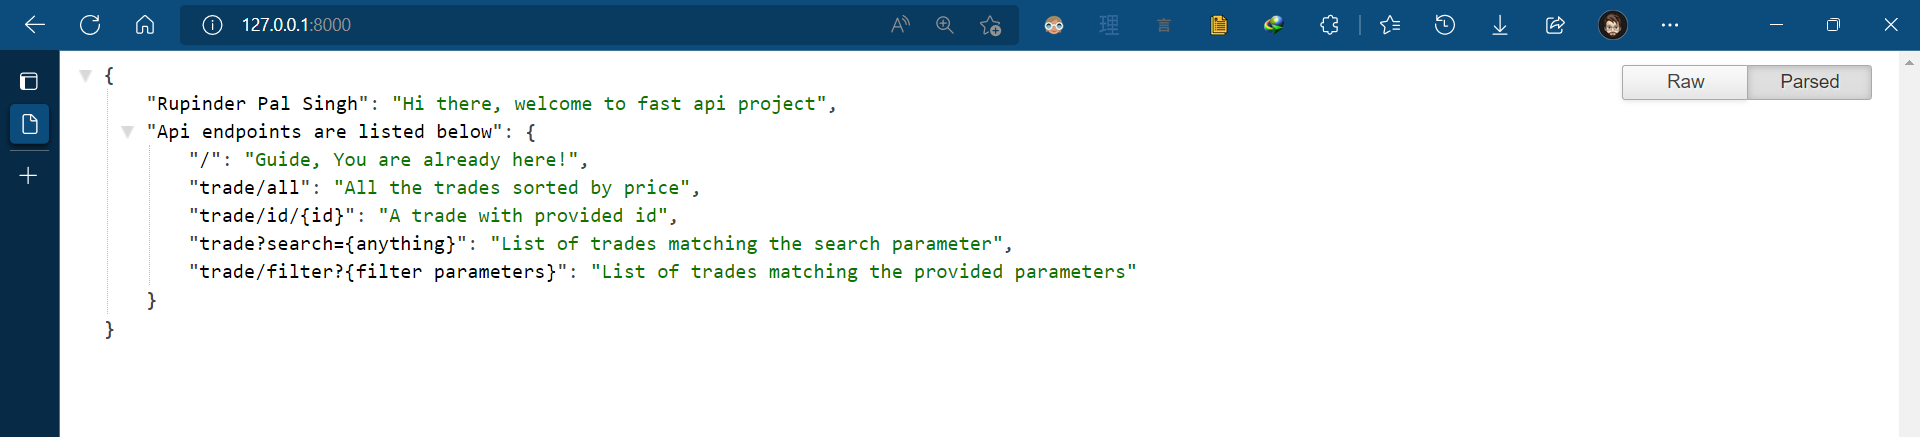 127.0.0.1:8000
A
理
言
Raw
Parsed
{
"Rupinder Pal Singh": "Hi there, welcome to fast api project",
"Api endpoints are listed below": {
"/": "Guide, You are already here!",
"trade/all": "All the trades sorted by price",
"trade/id/{id}": "A trade with provided id",
"trade?search={anything}": "List of trades matching the search parameter",
"trade/filter?{filter parameters}": "List of trades matching the provided parameters"
}
}